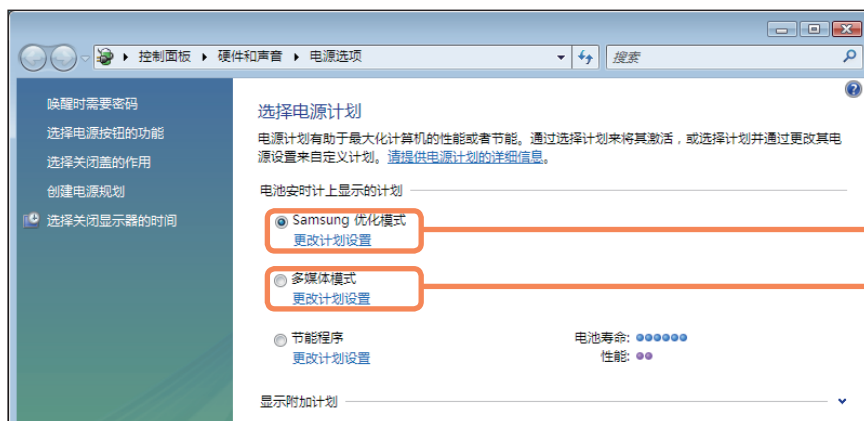 控制面板 硬件和声音 电源选项 搜索
唤醒时需要密码
选择电源按钮的功能
选择关闭盖的作用
创建电源规划
选择关闭显示器的时间
选择电源计划
电源计划有助于最大化计算机的性能或者节能。通过选择计划来将其激活，或选择计划并通过更改其电
源设置来自定义计划。请提供电源计划的详细信息。
电池安时计上显示的计划
Samsung 优化模式
更改计划设置
多媒体模式
更改计划设置
节能程序 电池寿命:
更改计划设置 性能:
显示附加计划